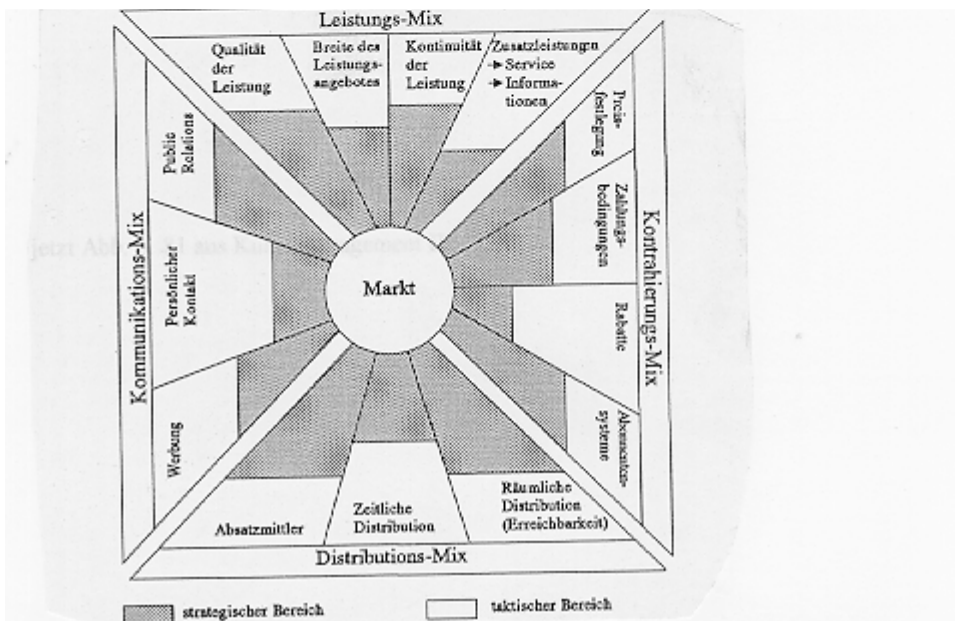 Leistungs-Mix
Qualität
der
Leistung
Breite des
Leistungs-
angebotes
Kontinuität
der
Leistung
Zusatzleistungen
→ Service
→ Informa-
tionen
Preis-
festlegung
Zahlungs-
bedingungen
Rabatte
Abonnenten-
systeme
Kontrahierungs-Mix
Public
Relations
Persönlicher
Kontakt
Werbung
Kommunikations-Mix
Markt
Absatzmittler
Zeitliche
Distribution
Räumliche
Distribution
(Erreichbarkeit)
Distributions-Mix
strategischer Bereich
taktischer Bereich